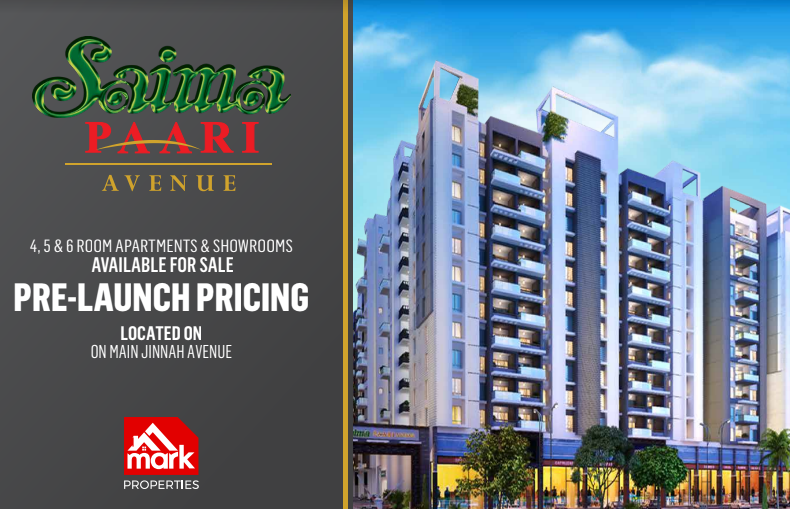 Saima
PAARI
AVENUE
4, 5 & 6 ROOM APARTMENTS & SHOWROOMS
AVAILABLE FOR SALE
PRE-LAUNCH PRICING
LOCATED ON
ON MAIN JINNAH AVENUE
mark
PROPERTIES
Saima